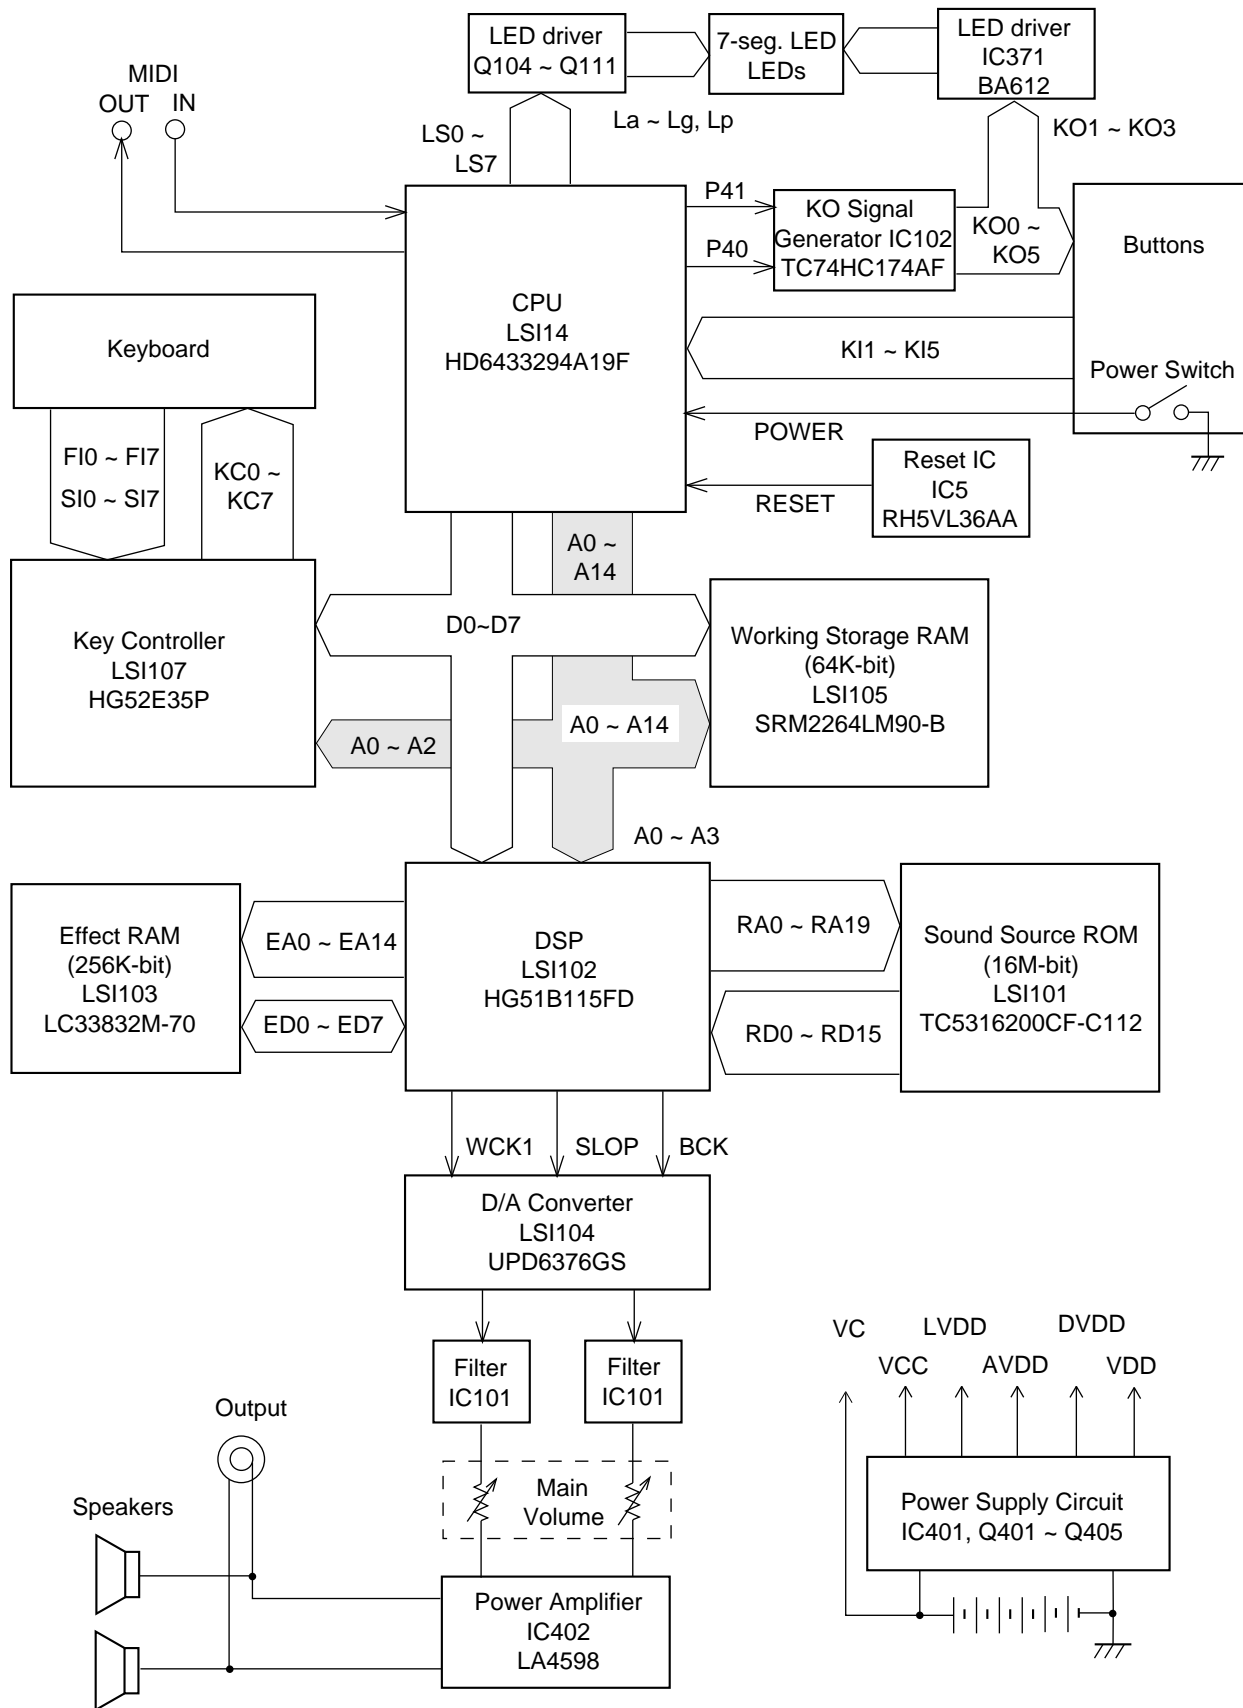 LED driver
Q104 ~ Q111
7-seg. LED
LEDs
LED driver
IC371
BA612
MIDI
OUT
IN
LS0 ~
LS7
La ~ Lg, Lp
KO1 ~ KO3
P41
P40
KO Signal
Generator IC102
TC74HC174AF
KO0 ~
KO5
Buttons
CPU
LSI14
HD6433294A19F
KI1 ~ KI5
Power Switch
POWER
Keyboard
FI0 ~ FI7
SI0 ~ SI7
KC0 ~
KC7
Reset IC
IC5
RH5VL36AA
RESET
A0 ~
A14
D0~D7
Key Controller
LSI107
HG52E35P
Working Storage RAM
(64K-bit)
LSI105
SRM2264LM90-B
A0 ~ A2
A0 ~ A14
A0 ~ A3
Effect RAM
(256K-bit)
LSI103
LC33832M-70
EA0 ~ EA14
ED0 ~ ED7
DSP
LSI102
HG51B115FD
RA0 ~ RA19
RD0 ~ RD15
Sound Source ROM
(16M-bit)
LSI101
TC5316200CF-C112
WCK1
SLOP
BCK
D/A Converter
LSI104
UPD6376GS
Filter
IC101
Filter
IC101
VC
LVDD
DVDD
VCC
AVDD
VDD
Output
Speakers
Main
Volume
Power Supply Circuit
IC401, Q401 ~ Q405
Power Amplifier
IC402
LA4598